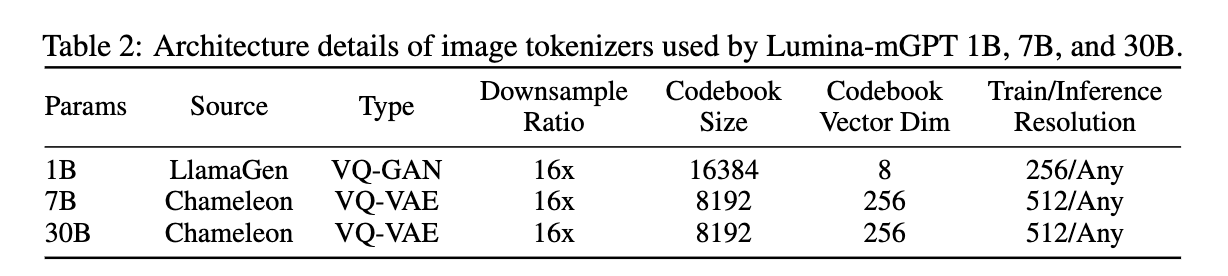 Table 2: Architecture details of image tokenizers used by Lumina-mGPT 1B, 7B, and 30B.
Params Source Type Downsample Ratio Codebook Size Codebook Vector Dim Train/Inference Resolution
1B LlamaGen VQ-GAN 16x 16384 8 256/Any
7B Chameleon VQ-VAE 16x 8192 256 512/Any
30B Chameleon VQ-VAE 16x 8192 256 512/Any